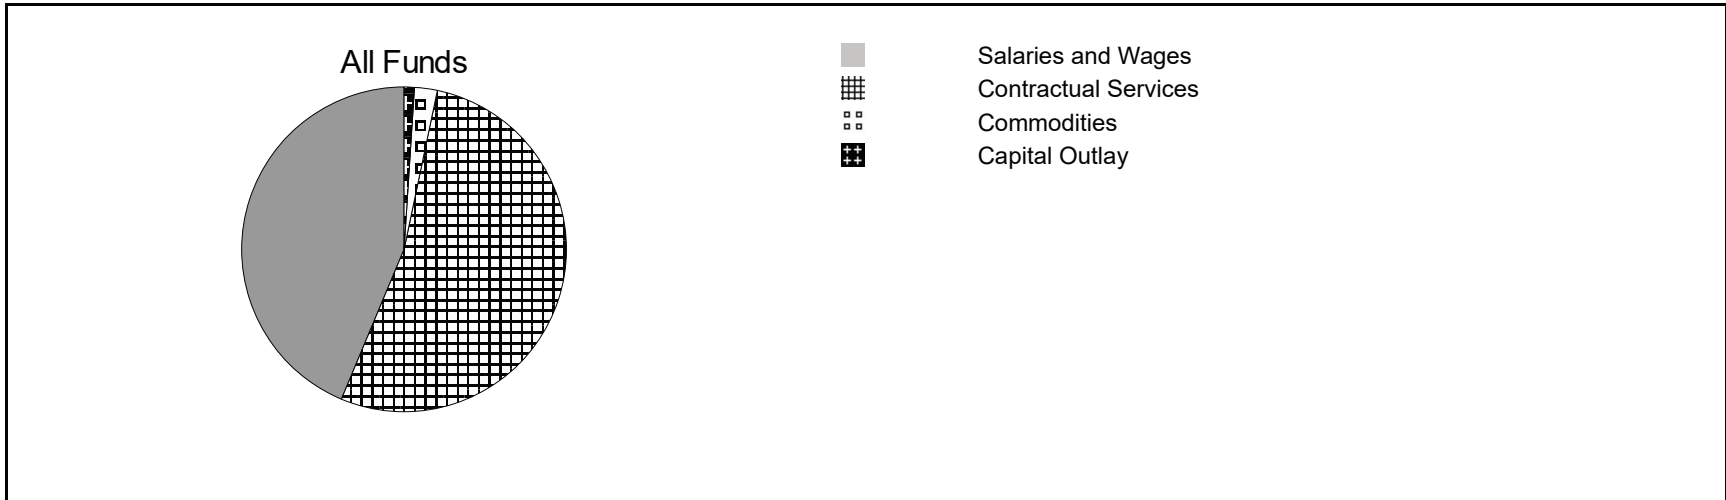 All Funds
Salaries and Wages
Contractual Services
Commodities
Capital Outlay